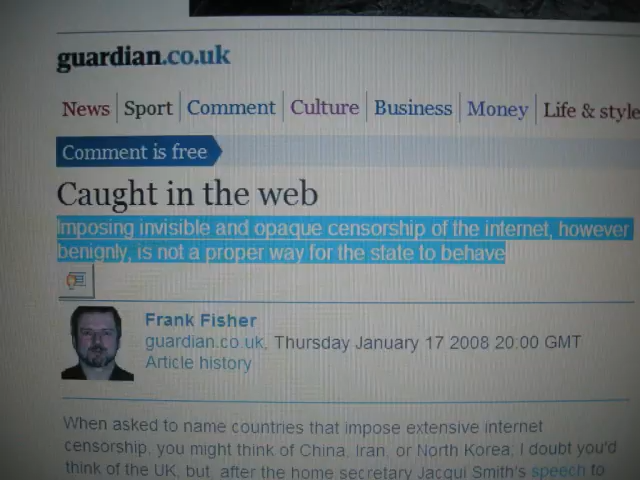 guardian.co.uk
News Sport Comment Culture Business Money Life & style
Comment is free
Caught in the web
Imposing invisible and opaque censorship of the internet, however
benignly, is not a proper way for the state to behave
Frank Fisher
guardian.co.uk, Thursday January 17 2008 20:00 GMT
Article history
When asked to name countries that impose extensive internet
censorship, you might think of China, Iran, or North Korea; I doubt you'd
think of the UK, but, after the home secretary Jacqui Smith's speech to